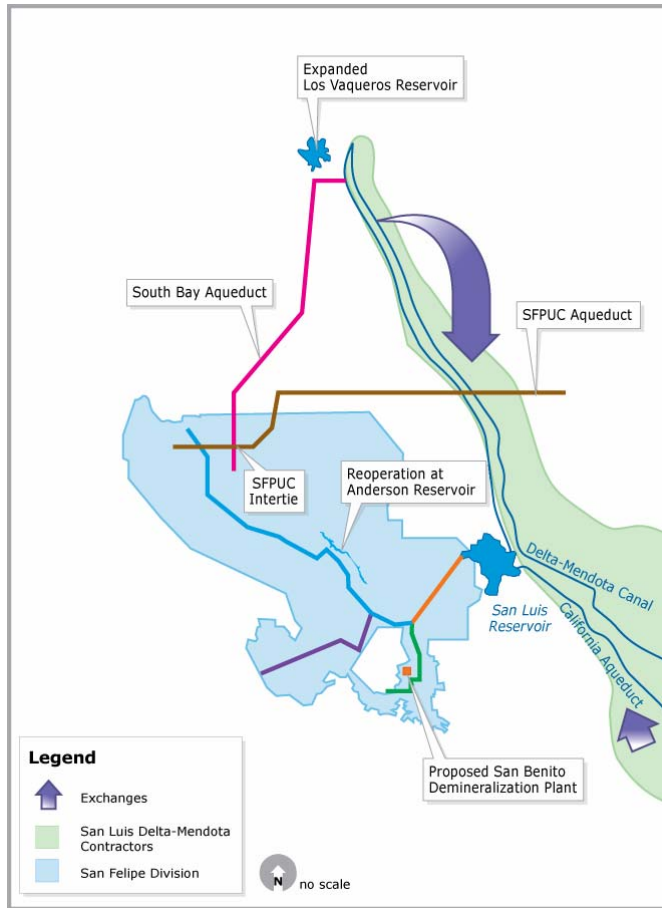 Expanded
Los Vaqueros Reservoir
South Bay Aqueduct
SFPUC Aqueduct
SFPUC
Intertie
Reoperation at
Anderson Reservoir
San Luis
Reservoir
Delta-Mendota Canal
California Aqueduct
Proposed San Benito
Demineralization Plant
Legend
Exchanges
San Luis Delta-Mendota
Contractors
San Felipe Division
N
no scale